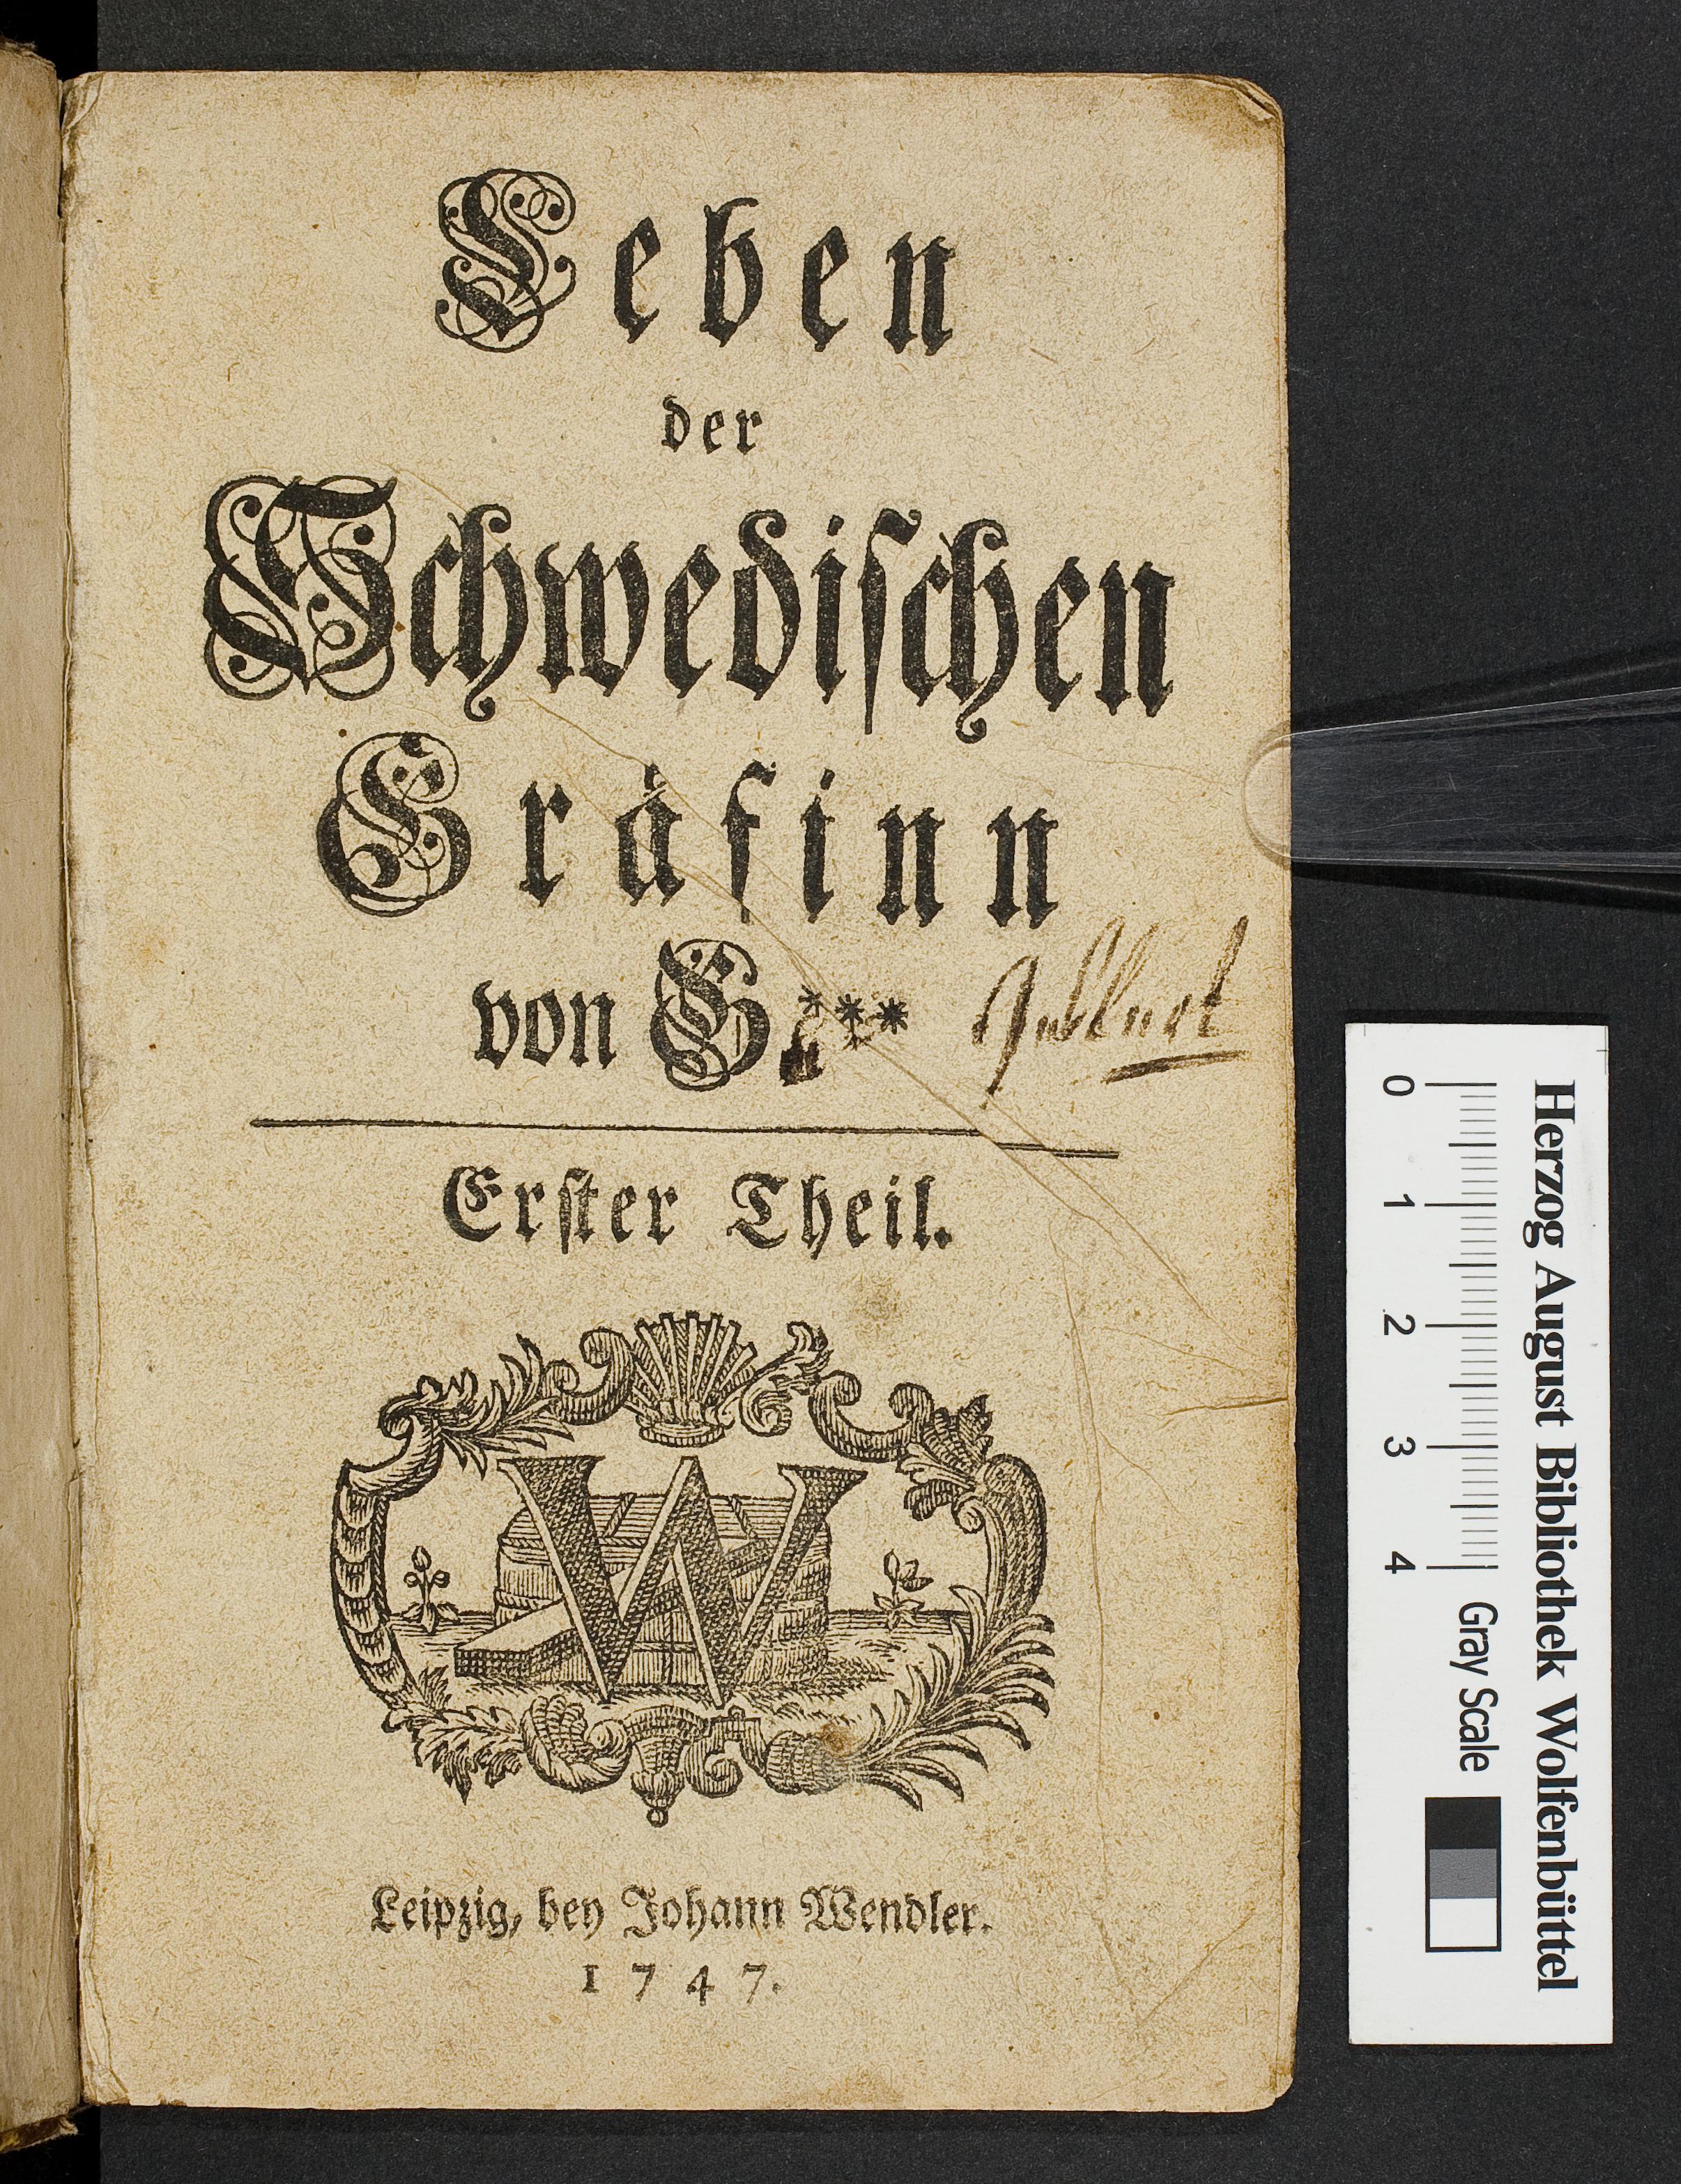 Leben
der
Schwedischen
Gräfinn
von G***
Erster Theil.
W
Leipzig, bey Johann Wendler.
1747.
Herzog August Bibliothek Wolfenbüttel
0 1 2 3 4 Gray Scale